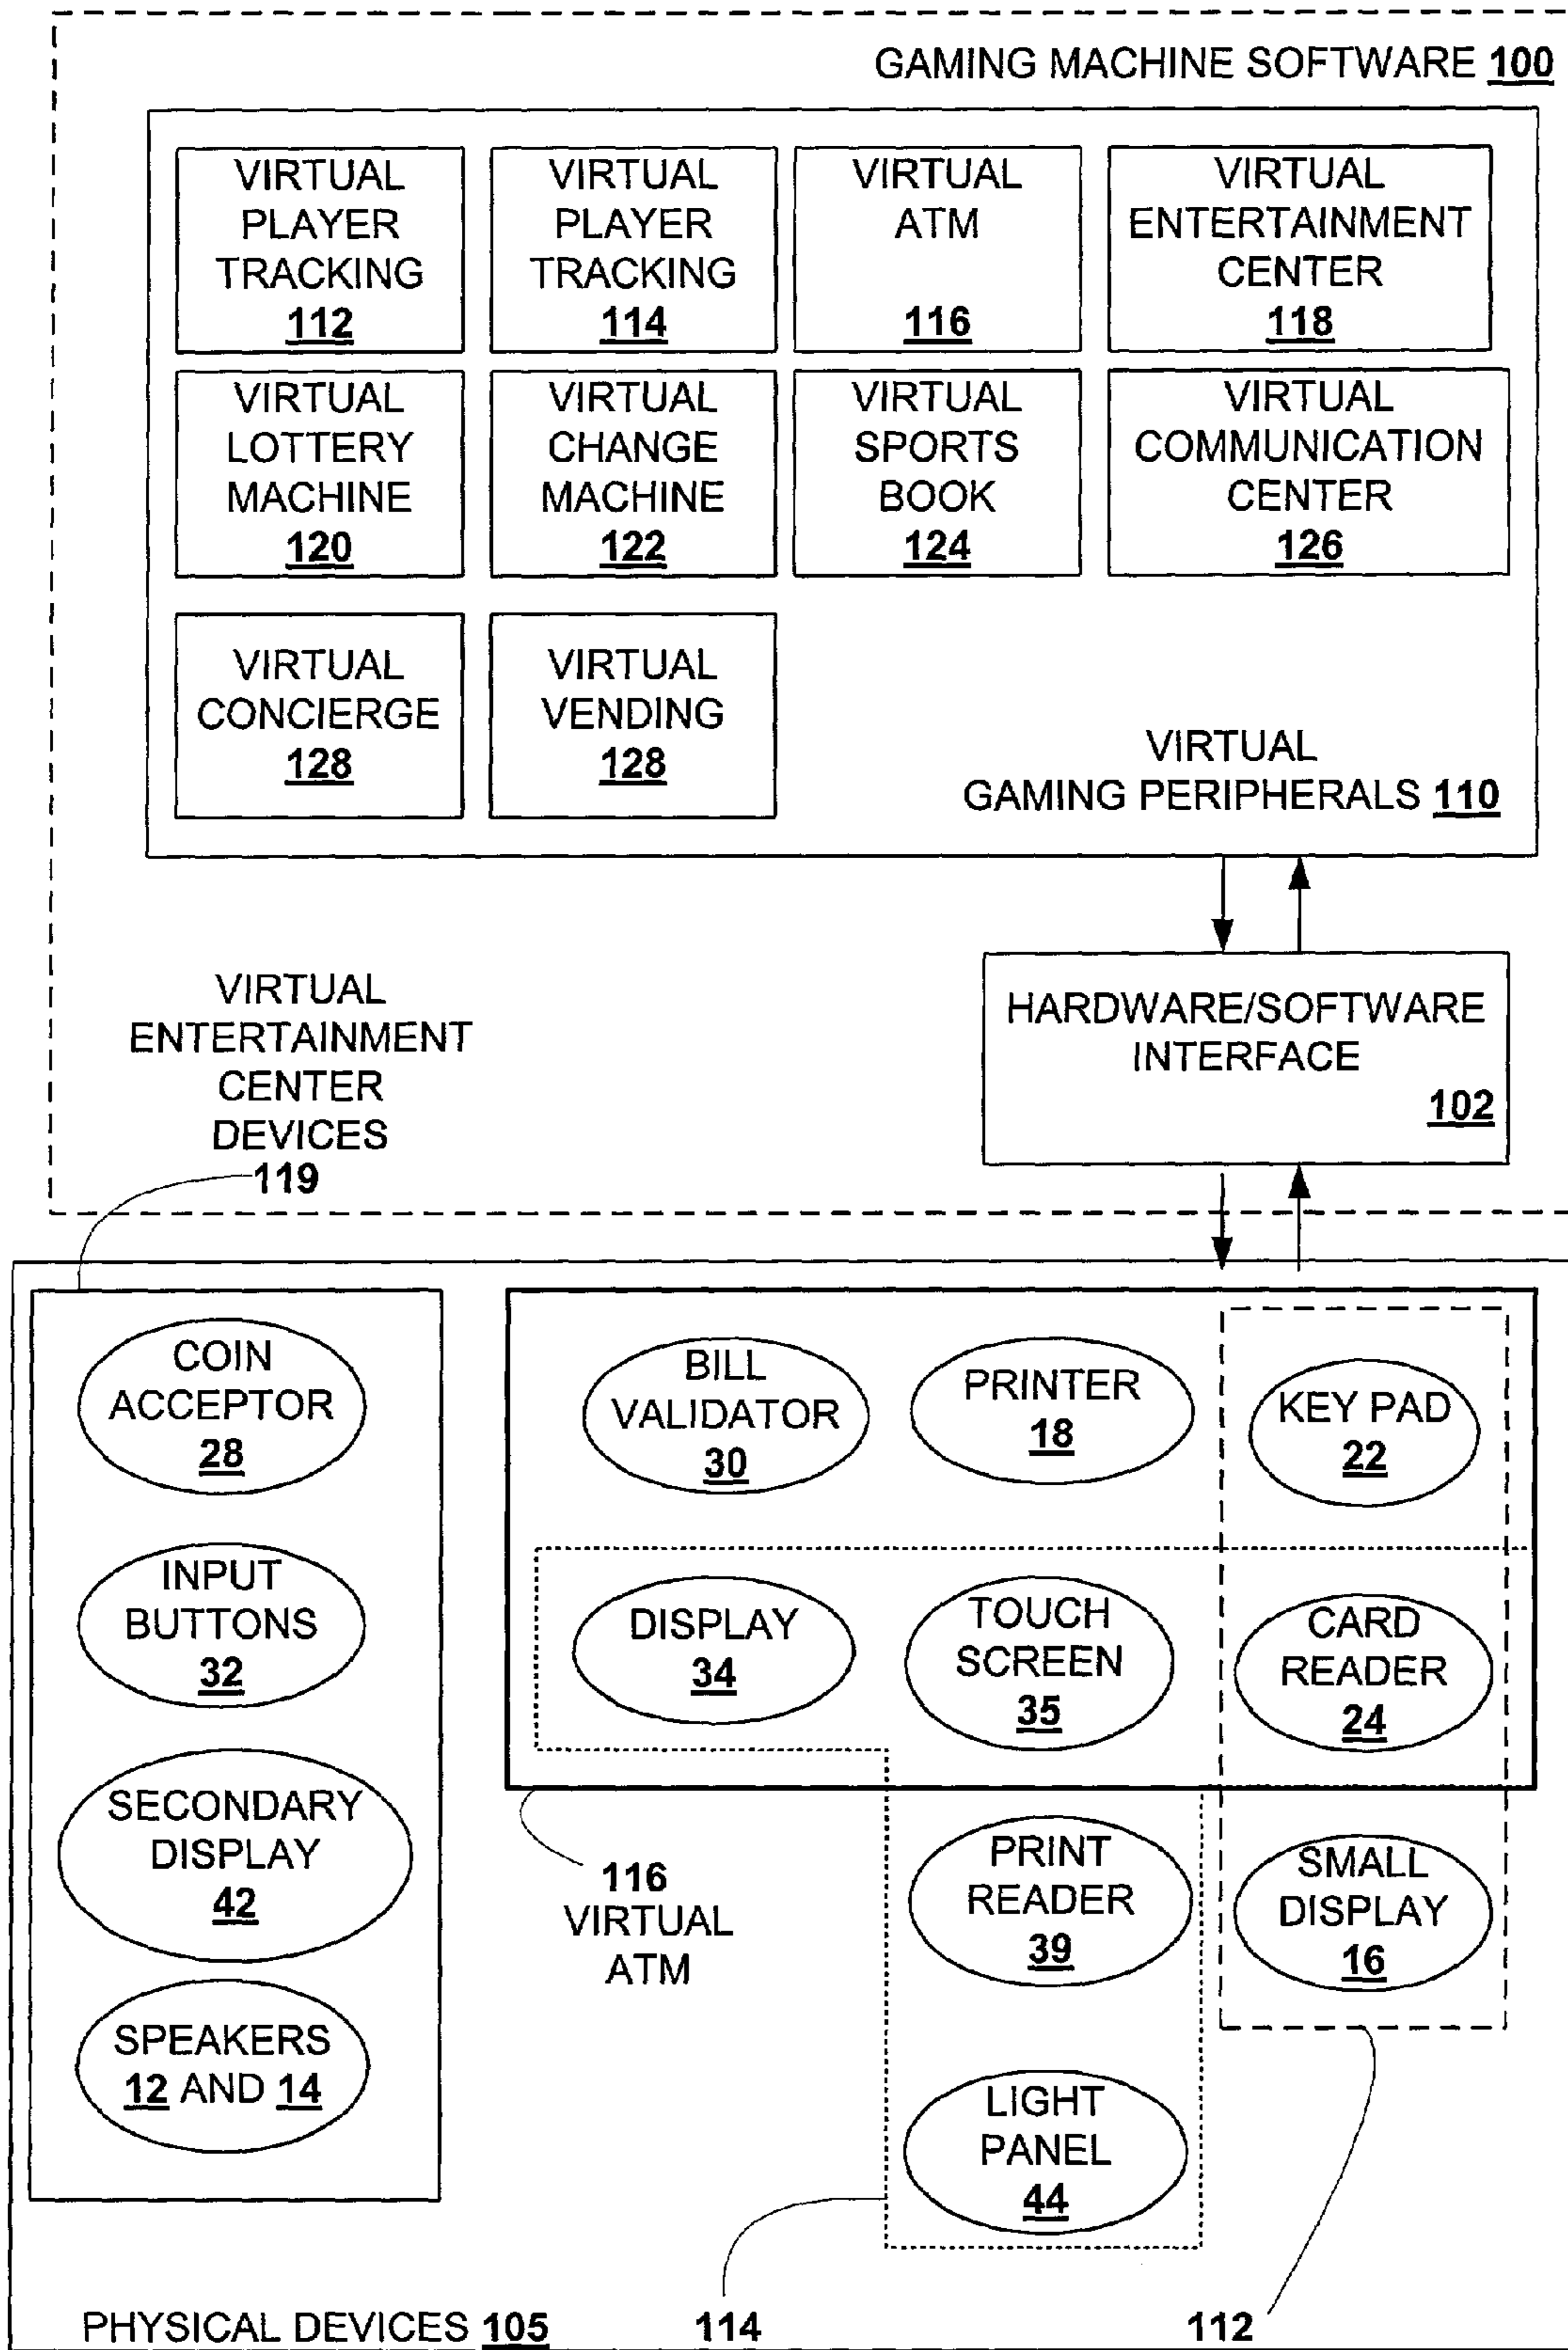 GAMING MACHINE SOFTWARE 100
VIRTUAL
PLAYER
TRACKING
112
VIRTUAL
PLAYER
TRACKING
114
VIRTUAL
ATM
116
VIRTUAL
ENTERTAINMENT
CENTER
118
VIRTUAL
LOTTERY
MACHINE
120
VIRTUAL
CHANGE
MACHINE
122
VIRTUAL
SPORTS
BOOK
124
VIRTUAL
COMMUNICATION
CENTER
126
VIRTUAL
CONCIERGE
128
VIRTUAL
VENDING
128
VIRTUAL
GAMING PERIPHERALS 110
HARDWARE/SOFTWARE
INTERFACE
102
VIRTUAL
ENTERTAINMENT
CENTER
DEVICES
119
COIN
ACCEPTOR
28
INPUT
BUTTONS
32
SECONDARY
DISPLAY
42
SPEAKERS
12 AND 14
BILL
VALIDATOR
30
PRINTER
18
KEY PAD
22
DISPLAY
34
TOUCH
SCREEN
35
CARD
READER
24
116
VIRTUAL
ATM
PRINT
READER
39
SMALL
DISPLAY
16
LIGHT
PANEL
44
PHYSICAL DEVICES 105
114
112